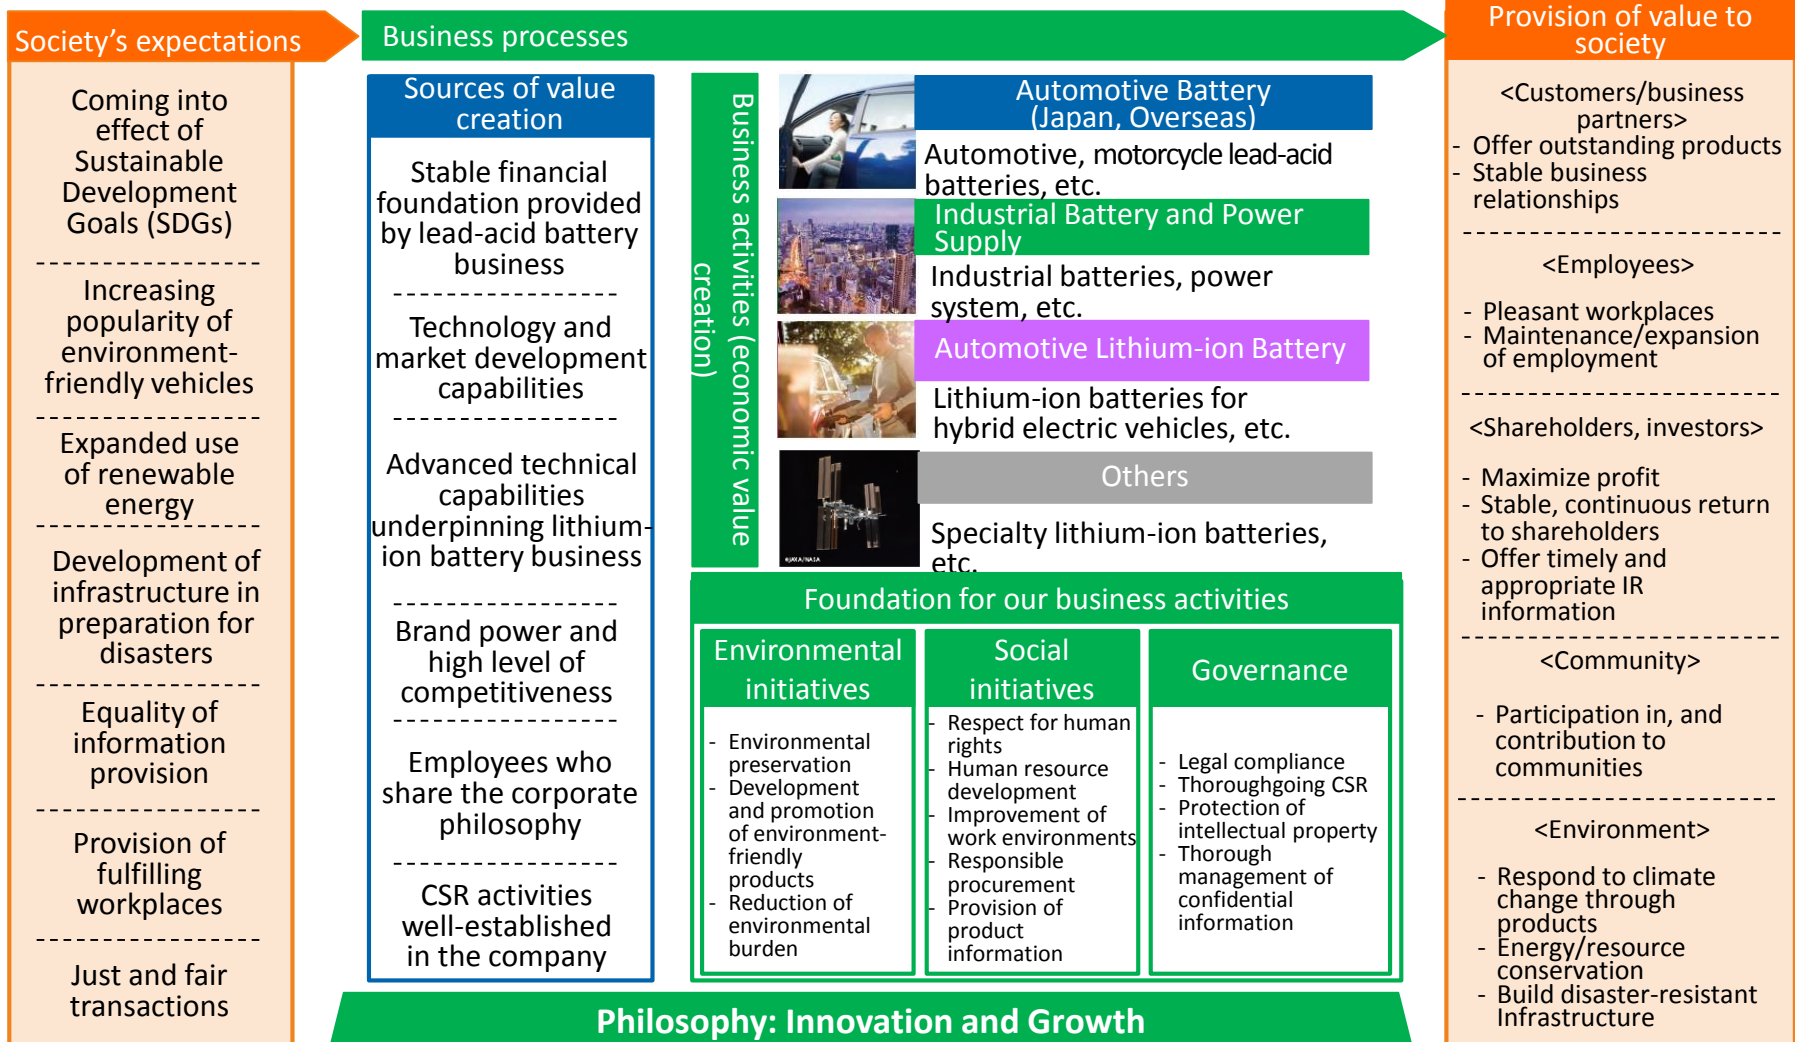 Society's expectations
Coming into
effect of
Sustainable
Development
Goals (SDGs)
Increasing
popularity of
environment-
friendly vehicles
Expanded use
of renewable
energy
Development of
infrastructure in
preparation for
disasters
Equality of
information
provision
Provision of
fulfilling
workplaces
Just and fair
transactions
Business processes
Sources of value
creation
Stable financial
foundation provided
by lead-acid battery
business
Technology and
market development
capabilities
Advanced technical
capabilities
underpinning lithium-
ion battery business
Brand power and
high level of
competitiveness
Employees who
share the corporate
philosophy
CSR activities
well-established
in the company
Business activities (economic value
creation)
Automotive Battery
(Japan, Overseas)
Automotive, motorcycle lead-acid
batteries, etc.
Industrial Battery and Power
Supply
Industrial batteries, power
system, etc.
Automotive Lithium-ion Battery
Lithium-ion batteries for
hybrid electric vehicles, etc.
Others
©JAXA/NASA
Specialty lithium-ion batteries,
etc.
Foundation for our business activities
Environmental
initiatives
- Environmental
preservation
- Development
and promotion
of environment-
friendly
products
- Reduction of
environmental
burden
Social
initiatives
- Respect for human
rights
- Human resource
development
- Improvement of
work environments
- Responsible
procurement
- Provision of
product
information
Governance
- Legal compliance
- Thoroughgoing CSR
- Protection of
intellectual property
- Thorough
management of
confidential
information
Philosophy: Innovation and Growth
Provision of value to
society
<Customers/business
partners>
- Offer outstanding products
- Stable business
relationships
<Employees>
- Pleasant workplaces
- Maintenance/expansion
of employment
<Shareholders, investors>
- Maximize profit
- Stable, continuous return
to shareholders
- Offer timely and
appropriate IR
information
<Community>
- Participation in, and
contribution to
communities
<Environment>
- Respond to climate
change through
products
- Energy/resource
conservation
- Build disaster-resistant
Infrastructure